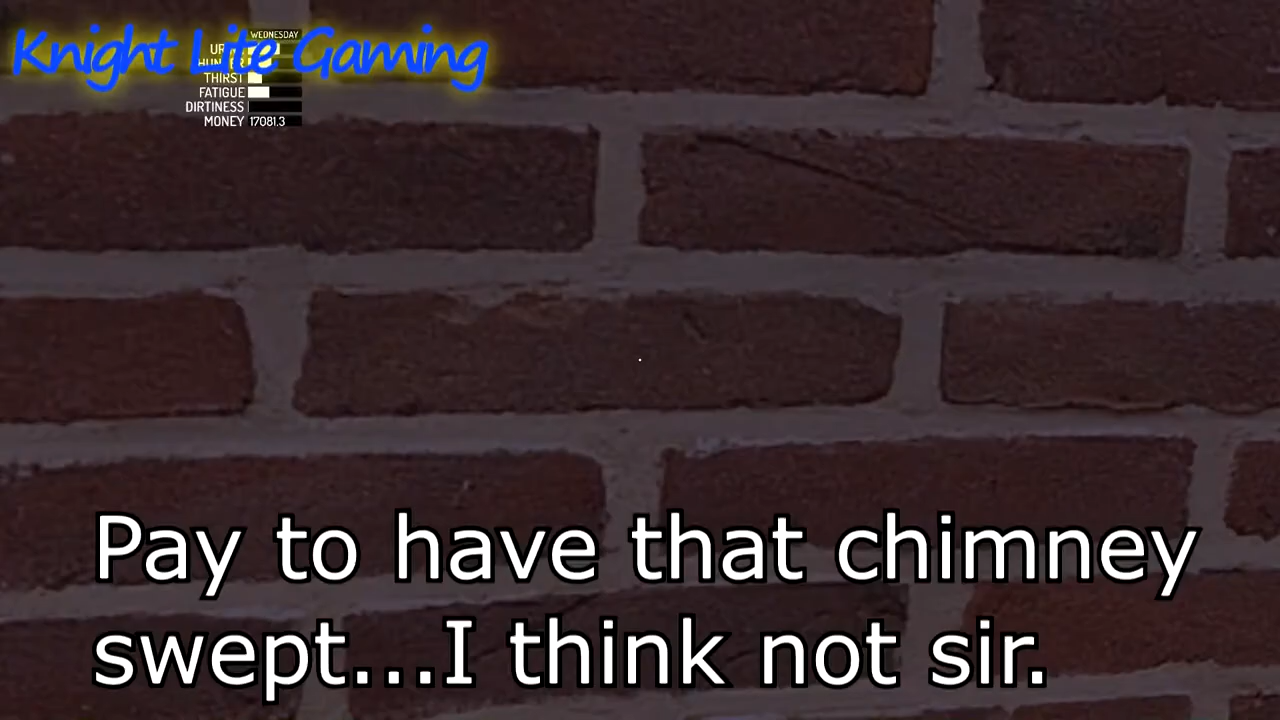 Knight Lite Gaming
WEDNESDAY
THIRST
FATIGUE
DIRTINESS
MONEY 17081.3
Pay to have that chimney
swept...I think not sir.